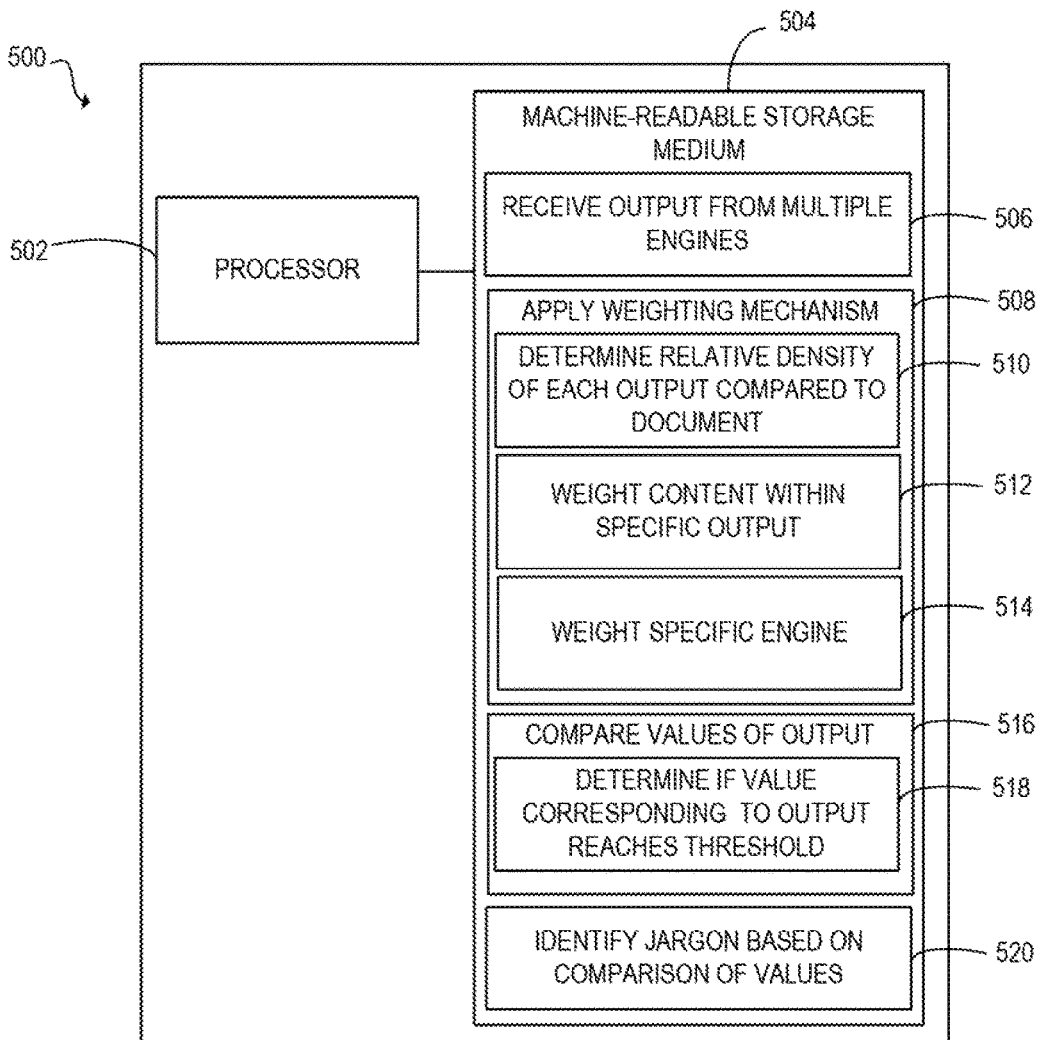 504
500
MACHINE-READABLE STORAGE
MEDIUM
RECEIVE OUTPUT FROM MULTIPLE
ENGINES
506
502
PROCESSOR
APPLY WEIGHTING MECHANISM
508
DETERMINE RELATIVE DENSITY
OF EACH OUTPUT COMPARED TO
DOCUMENT
510
WEIGHT CONTENT WITHIN
SPECIFIC OUTPUT
512
WEIGHT SPECIFIC ENGINE
514
COMPARE VALUES OF OUTPUT
516
DETERMINE IF VALUE
CORRESPONDING TO OUTPUT
REACHES THRESHOLD
518
IDENTIFY JARGON BASED ON
COMPARISON OF VALUES
520